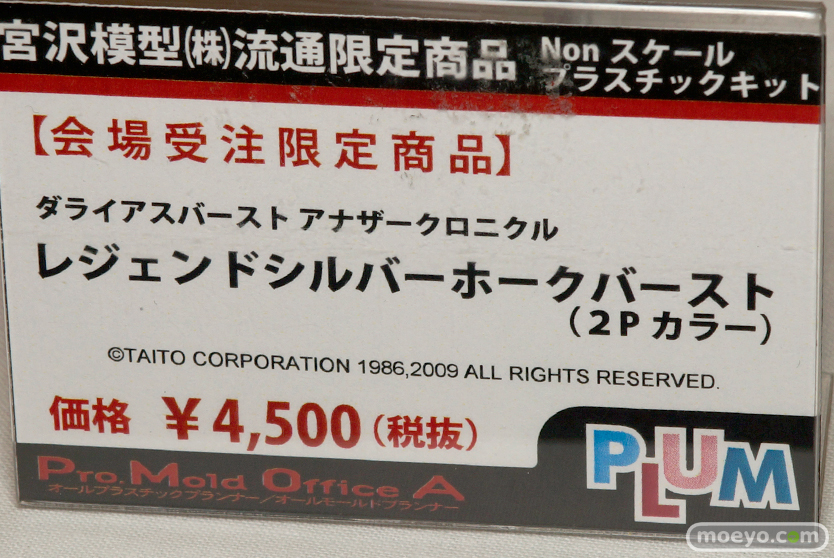 宮沢模型(株)流通限定商品
Non スケール
プラスチックキット
【会場受注限定商品】
ダライアスバースト アナザークロニクル
レジェンドシルバーホークバースト
（2P カラー）
©TAITO CORPORATION 1986,2009 ALL RIGHTS RESERVED.
価格 ￥4,500（税抜）
Pro.Mold Office A
オールプラスチックプランナー／オールモールドプランナー
PLUM
moeyo.com